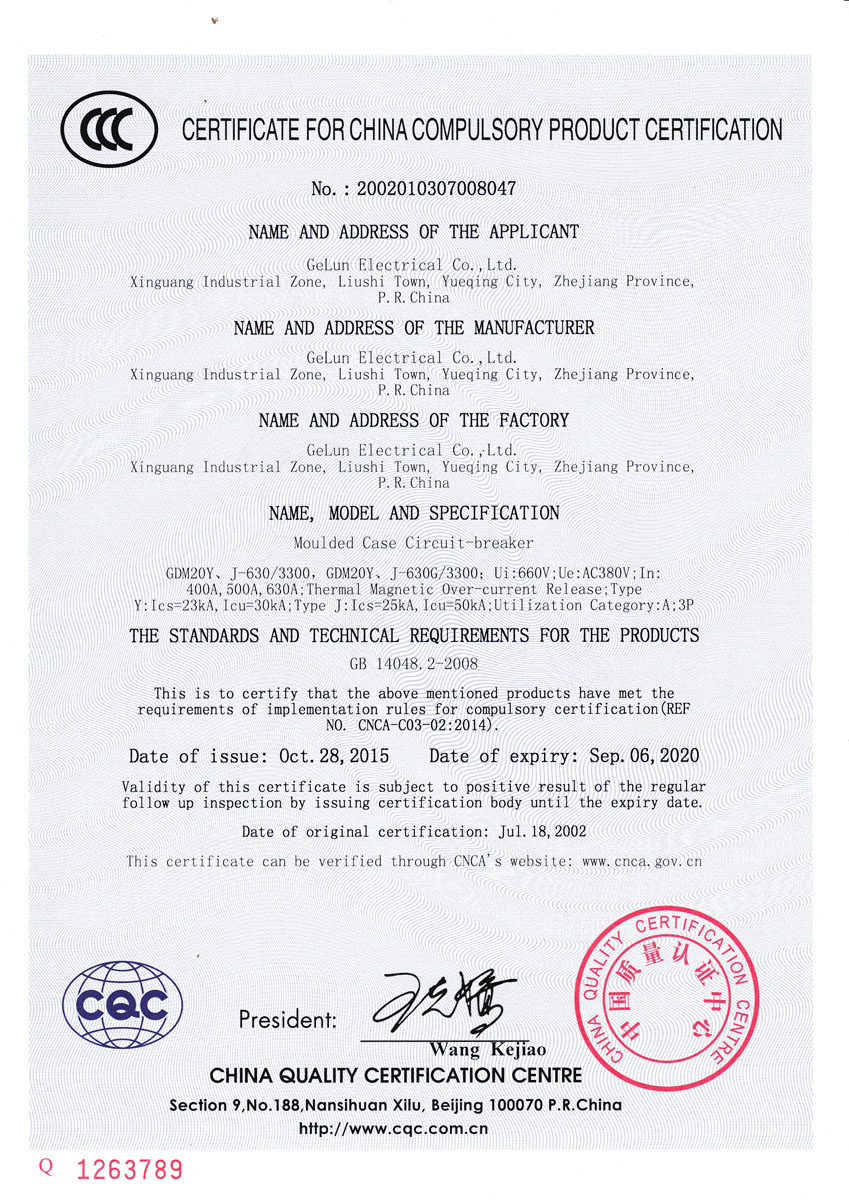 CCC
CERTIFICATE FOR CHINA COMPULSORY PRODUCT CERTIFICATION
No.: 2002010307008047
NAME AND ADDRESS OF THE APPLICANT
GeLun Electrical Co.,Ltd.
Xinguang Industrial Zone, Liushi Town, Yueqing City, Zhejiang Province,
P.R.China
NAME AND ADDRESS OF THE MANUFACTURER
GeLun Electrical Co.,Ltd.
Xinguang Industrial Zone, Liushi Town, Yueqing City, Zhejiang Province,
P.R.China
NAME AND ADDRESS OF THE FACTORY
GeLun Electrical Co.,Ltd.
Xinguang Industrial Zone, Liushi Town, Yueqing City, Zhejiang Province,
P.R.China
NAME, MODEL AND SPECIFICATION
Moulded Case Circuit-breaker
GDM20Y、J-630/3300, GDM20Y、J-630G/3300; Ui:660V;Ue:AC380V;In:
400A,500A,630A;Thermal Magnetic Over-current Release;Type
Y:Ics=23kA,Icu=30kA;Type J:Ics=25kA,Icu=50kA;Utilization Category:A;3P
THE STANDARDS AND TECHNICAL REQUIREMENTS FOR THE PRODUCTS
GB 14048.2-2008
This is to certify that the above mentioned products have met the
requirements of implementation rules for compulsory certification(REF
NO. CNCA-C03-02:2014).
Date of issue: Oct.28,2015 Date of expiry: Sep.06,2020
Validity of this certificate is subject to positive result of the regular
follow up inspection by issuing certification body until the expiry date.
Date of original certification: Jul.18,2002
This certificate can be verified through CNCA's website: www.cnca.gov.cn
CHINA QUALITY CERTIFICATION CENTRE
中国质量认证中心
CQC
President:
王克娇
Wang Kejiao
CHINA QUALITY CERTIFICATION CENTRE
Section 9,No.188,Nansihuan Xilu, Beijing 100070 P.R.China
http://www.cqc.com.cn
Q 1263789